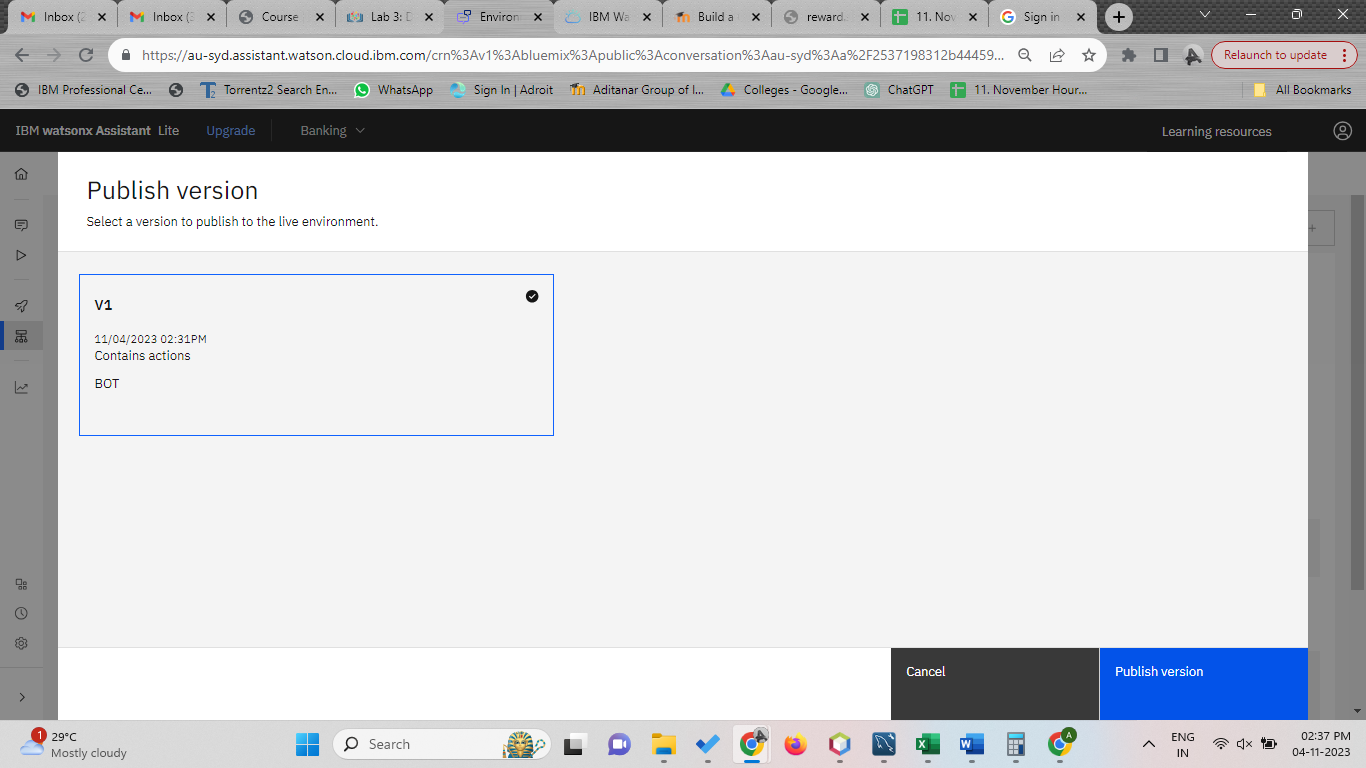 Inbox (2
Inbox (3
Course
Lab 3: D
Environ
IBM Wa
Build a
reward
11. Nov
Sign in
https://au-syd.assistant.watson.cloud.ibm.com/crn%3Av1%3Abluemix%3Apublic%3Aconversation%3Aau-syd%3Aa%2F2537198312b44459...
Relaunch to update
IBM Professional Ce...
Torrentz2 Search En...
WhatsApp
Sign In | Adroit
Aditanar Group of I...
Colleges - Google...
ChatGPT
11. November Hour...
All Bookmarks
IBM watsonx Assistant Lite
Upgrade
Banking
Learning resources
Publish version
Select a version to publish to the live environment.
V1
11/04/2023 02:31PM
Contains actions
BOT
Cancel
Publish version
1
29°C
Mostly cloudy
Search
A
ENG
IN
02:37 PM
04-11-2023